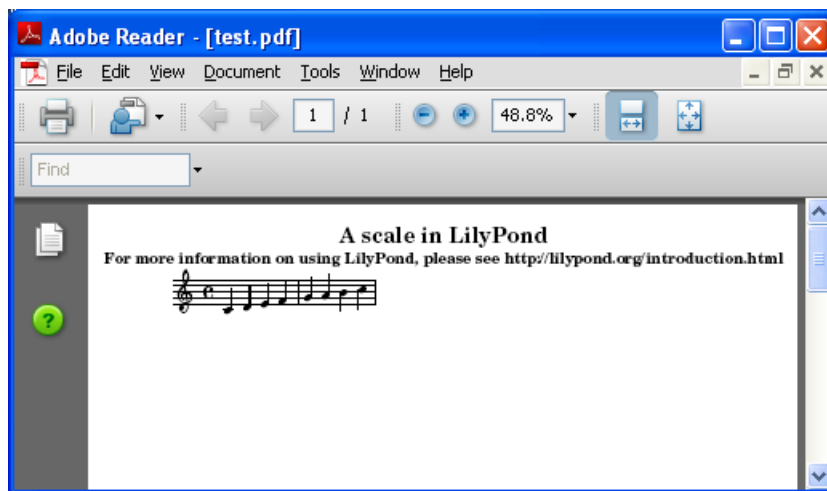 Adobe Reader - [test.pdf]
File Edit View Document Tools Window Help
1 / 1 48.8%
Find
A scale in LilyPond
For more information on using LilyPond, please see http://lilypond.org/introduction.html